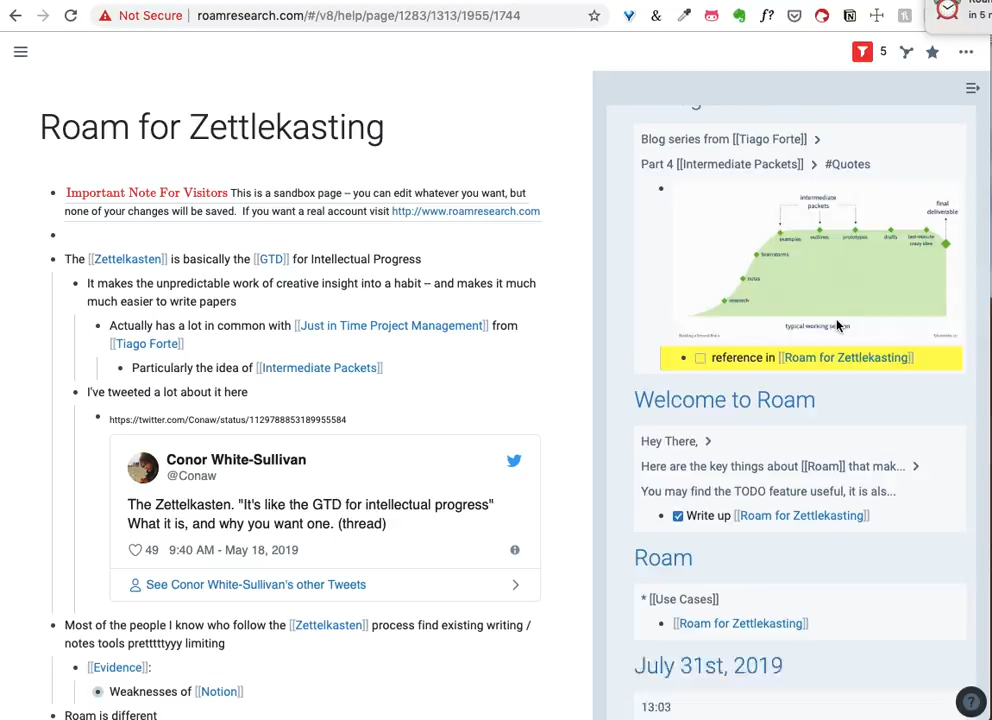 Not Secure
roamresearch.com/#/v8/help/page/1283/1313/1955/1744
in 5
5
Roam for Zettlekasting
Important Note For Visitors This is a sandbox page -- you can edit whatever you want, but
none of your changes will be saved. If you want a real account visit http://www.roamresearch.com
The [[Zettelkasten]] is basically the [[GTD]] for Intellectual Progress
It makes the unpredictable work of creative insight into a habit -- and makes it much
much easier to write papers
Actually has a lot in common with [[Just in Time Project Management]] from
[[Tiago Forte]]
Particularly the idea of [[Intermediate Packets]]
I've tweeted a lot about it here
https://twitter.com/Conaw/status/1129788853189955584
Conor White-Sullivan
@Conaw
The Zettelkasten. "It's like the GTD for intellectual progress"
What it is, and why you want one. (thread)
49 9:40 AM - May 18, 2019
See Conor White-Sullivan's other Tweets
Most of the people I know who follow the [[Zettelkasten]] process find existing writing /
notes tools prettttttyyy limiting
[[Evidence]]:
Weaknesses of [[Notion]]
Roam is different
Blog series from [[Tiago Forte]]
Part 4 [[Intermediate Packets]] > #Quotes
intermediate
packets
final
deliverable
examples
outlines
prototypes
drafts
last-minute
crazy idea
brainstorms
notes
research
typical working
reference in [[Roam for Zettlekasting]]
Welcome to Roam
Hey There,
Here are the key things about [[Roam]] that mak...
You may find the TODO feature useful, it is als...
Write up [[Roam for Zettlekasting]]
Roam
* [[Use Cases]]
[[Roam for Zettlekasting]]
July 31st, 2019
13:03